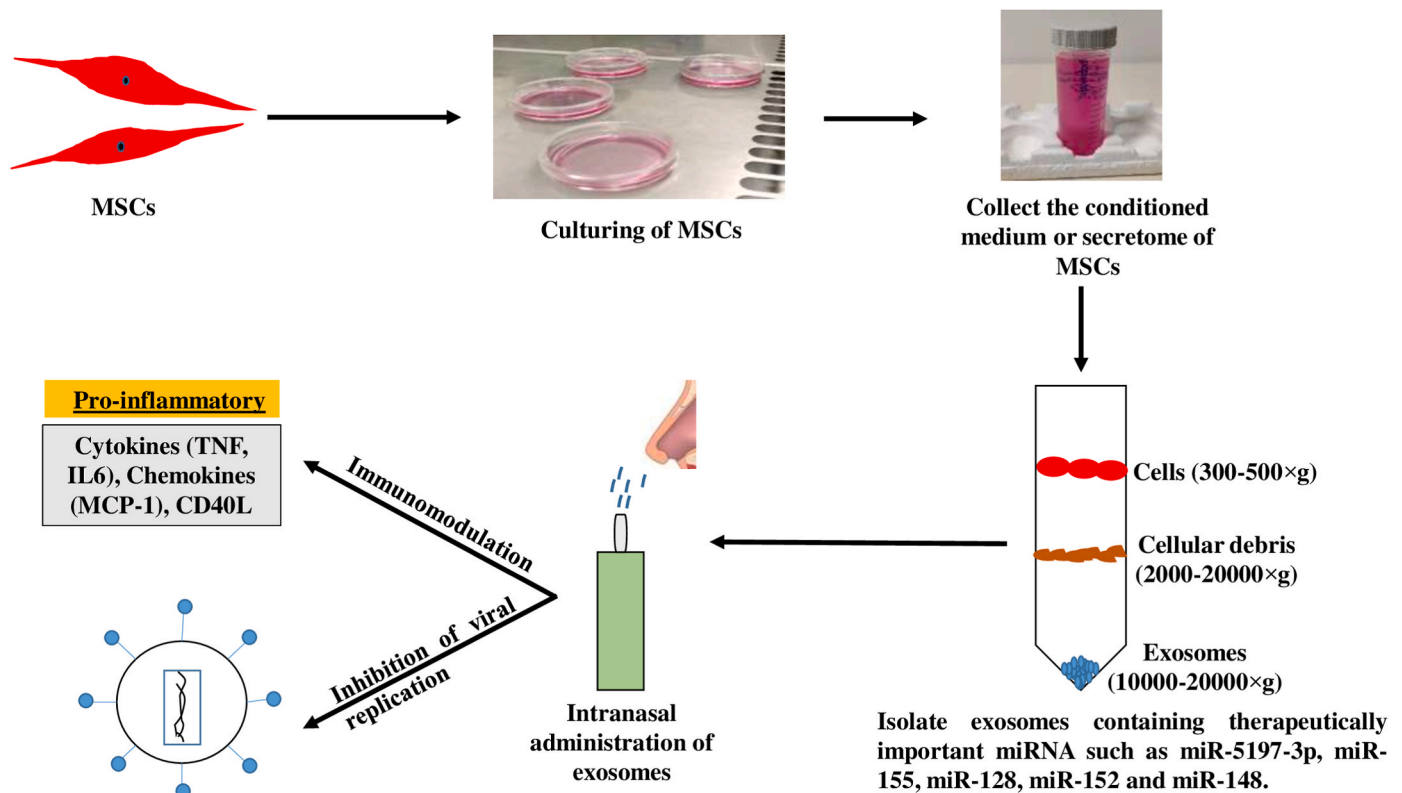 MSCs
Culturing of MSCs
Collect the conditioned
medium or secretome of
MSCs
Cells (300-500×g)
Cellular debris
(2000-20000×g)
Exosomes
(10000-20000×g)
Isolate exosomes containing therapeutically
important miRNA such as miR-5197-3p, miR-
155, miR-128, miR-152 and miR-148.
Intranasal
administration of
exosomes
Immunomodulation
Inhibition of viral
replication
Pro-inflammatory
Cytokines (TNF,
IL6), Chemokines
(MCP-1), CD40L